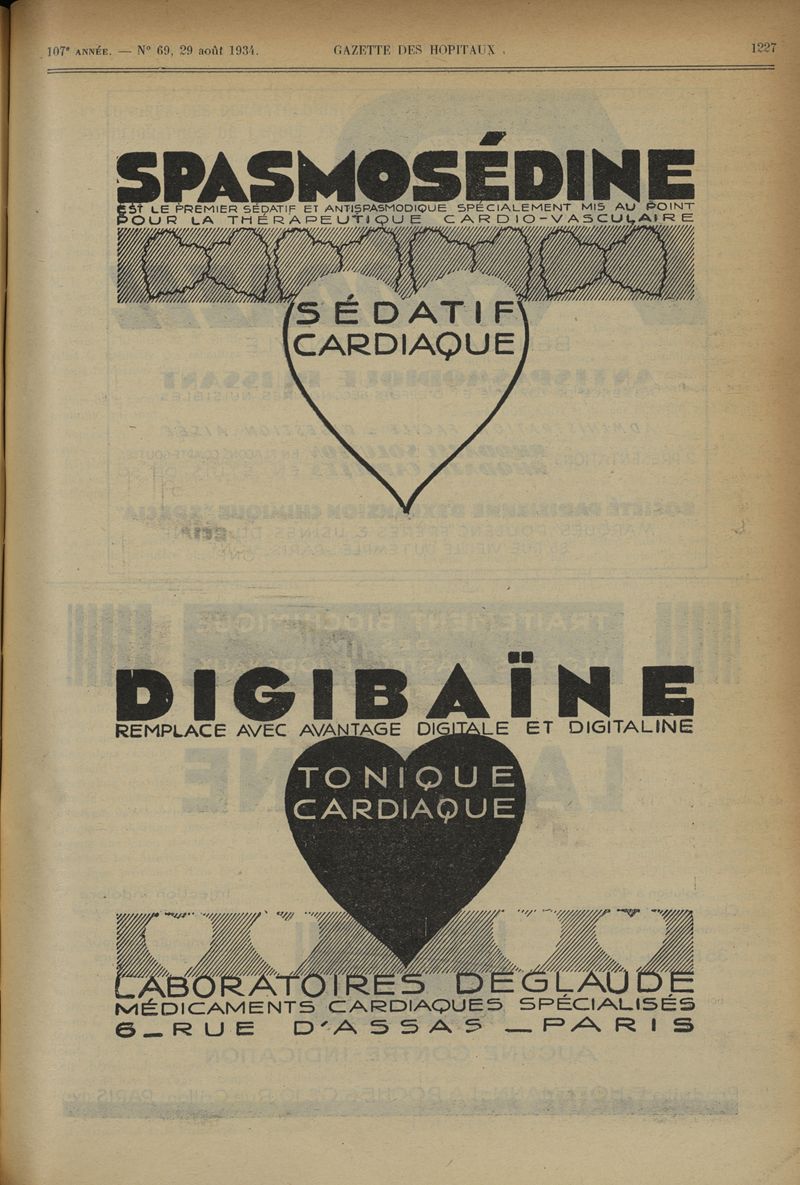 107e ANNÉE. — N° 69, 29 août 1934. GAZETTE DES HOPITAUX 1227
SPASMOSÉDINE
EST LE PREMIER SÉDATIF ET ANTISPASMODIQUE SPÉCIALEMENT MIS AU POINT
POUR LA THÉRAPEUTIQUE CARDIO-VASCULAIRE
SÉDATIF
CARDIAQUE
DIGIBAÏNE
REMPLACE AVEC AVANTAGE DIGITALE ET DIGITALINE
TONIQUE
CARDIAQUE
LABORATOIRES DEGLAUDE
MÉDICAMENTS CARDIAQUES SPÉCIALISÉS
6_RUE D'ASSAS _ PARIS